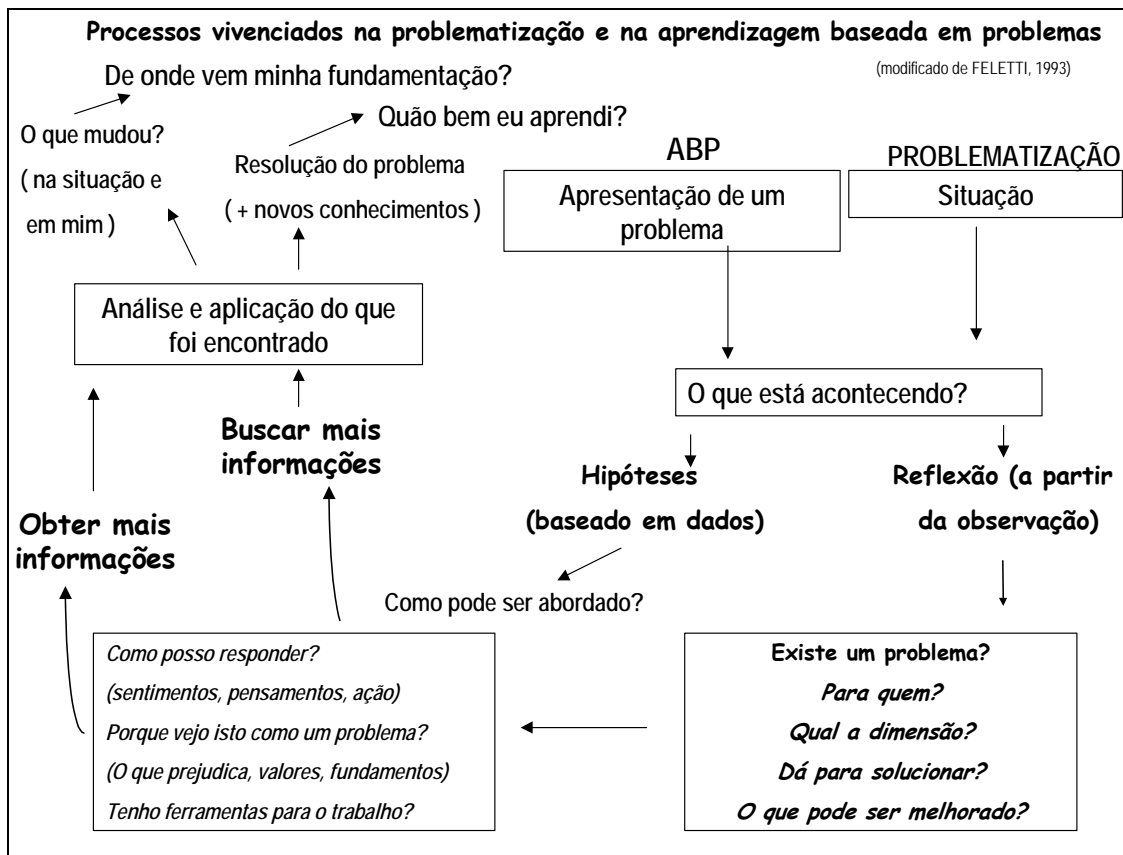 Processos vivenciados na problematização e na aprendizagem baseada em problemas
(modificado de FELETTI, 1993)
De onde vem minha fundamentação?
O que mudou?
( na situação e
em mim )
Quão bem eu aprendi?
Resolução do problema
( + novos conhecimentos )
ABP
Apresentação de um
problema
PROBLEMATIZAÇÃO
Situação
Análise e aplicação do que
foi encontrado
O que está acontecendo?
Buscar mais
informações
Hipóteses
(baseado em dados)
Reflexão (a partir
da observação)
Obter mais
informações
Como pode ser abordado?
Como posso responder?
(sentimentos, pensamentos, ação)
Porque vejo isto como um problema?
(O que prejudica, valores, fundamentos)
Tenho ferramentas para o trabalho?
Existe um problema?
Para quem?
Qual a dimensão?
Dá para solucionar?
O que pode ser melhorado?